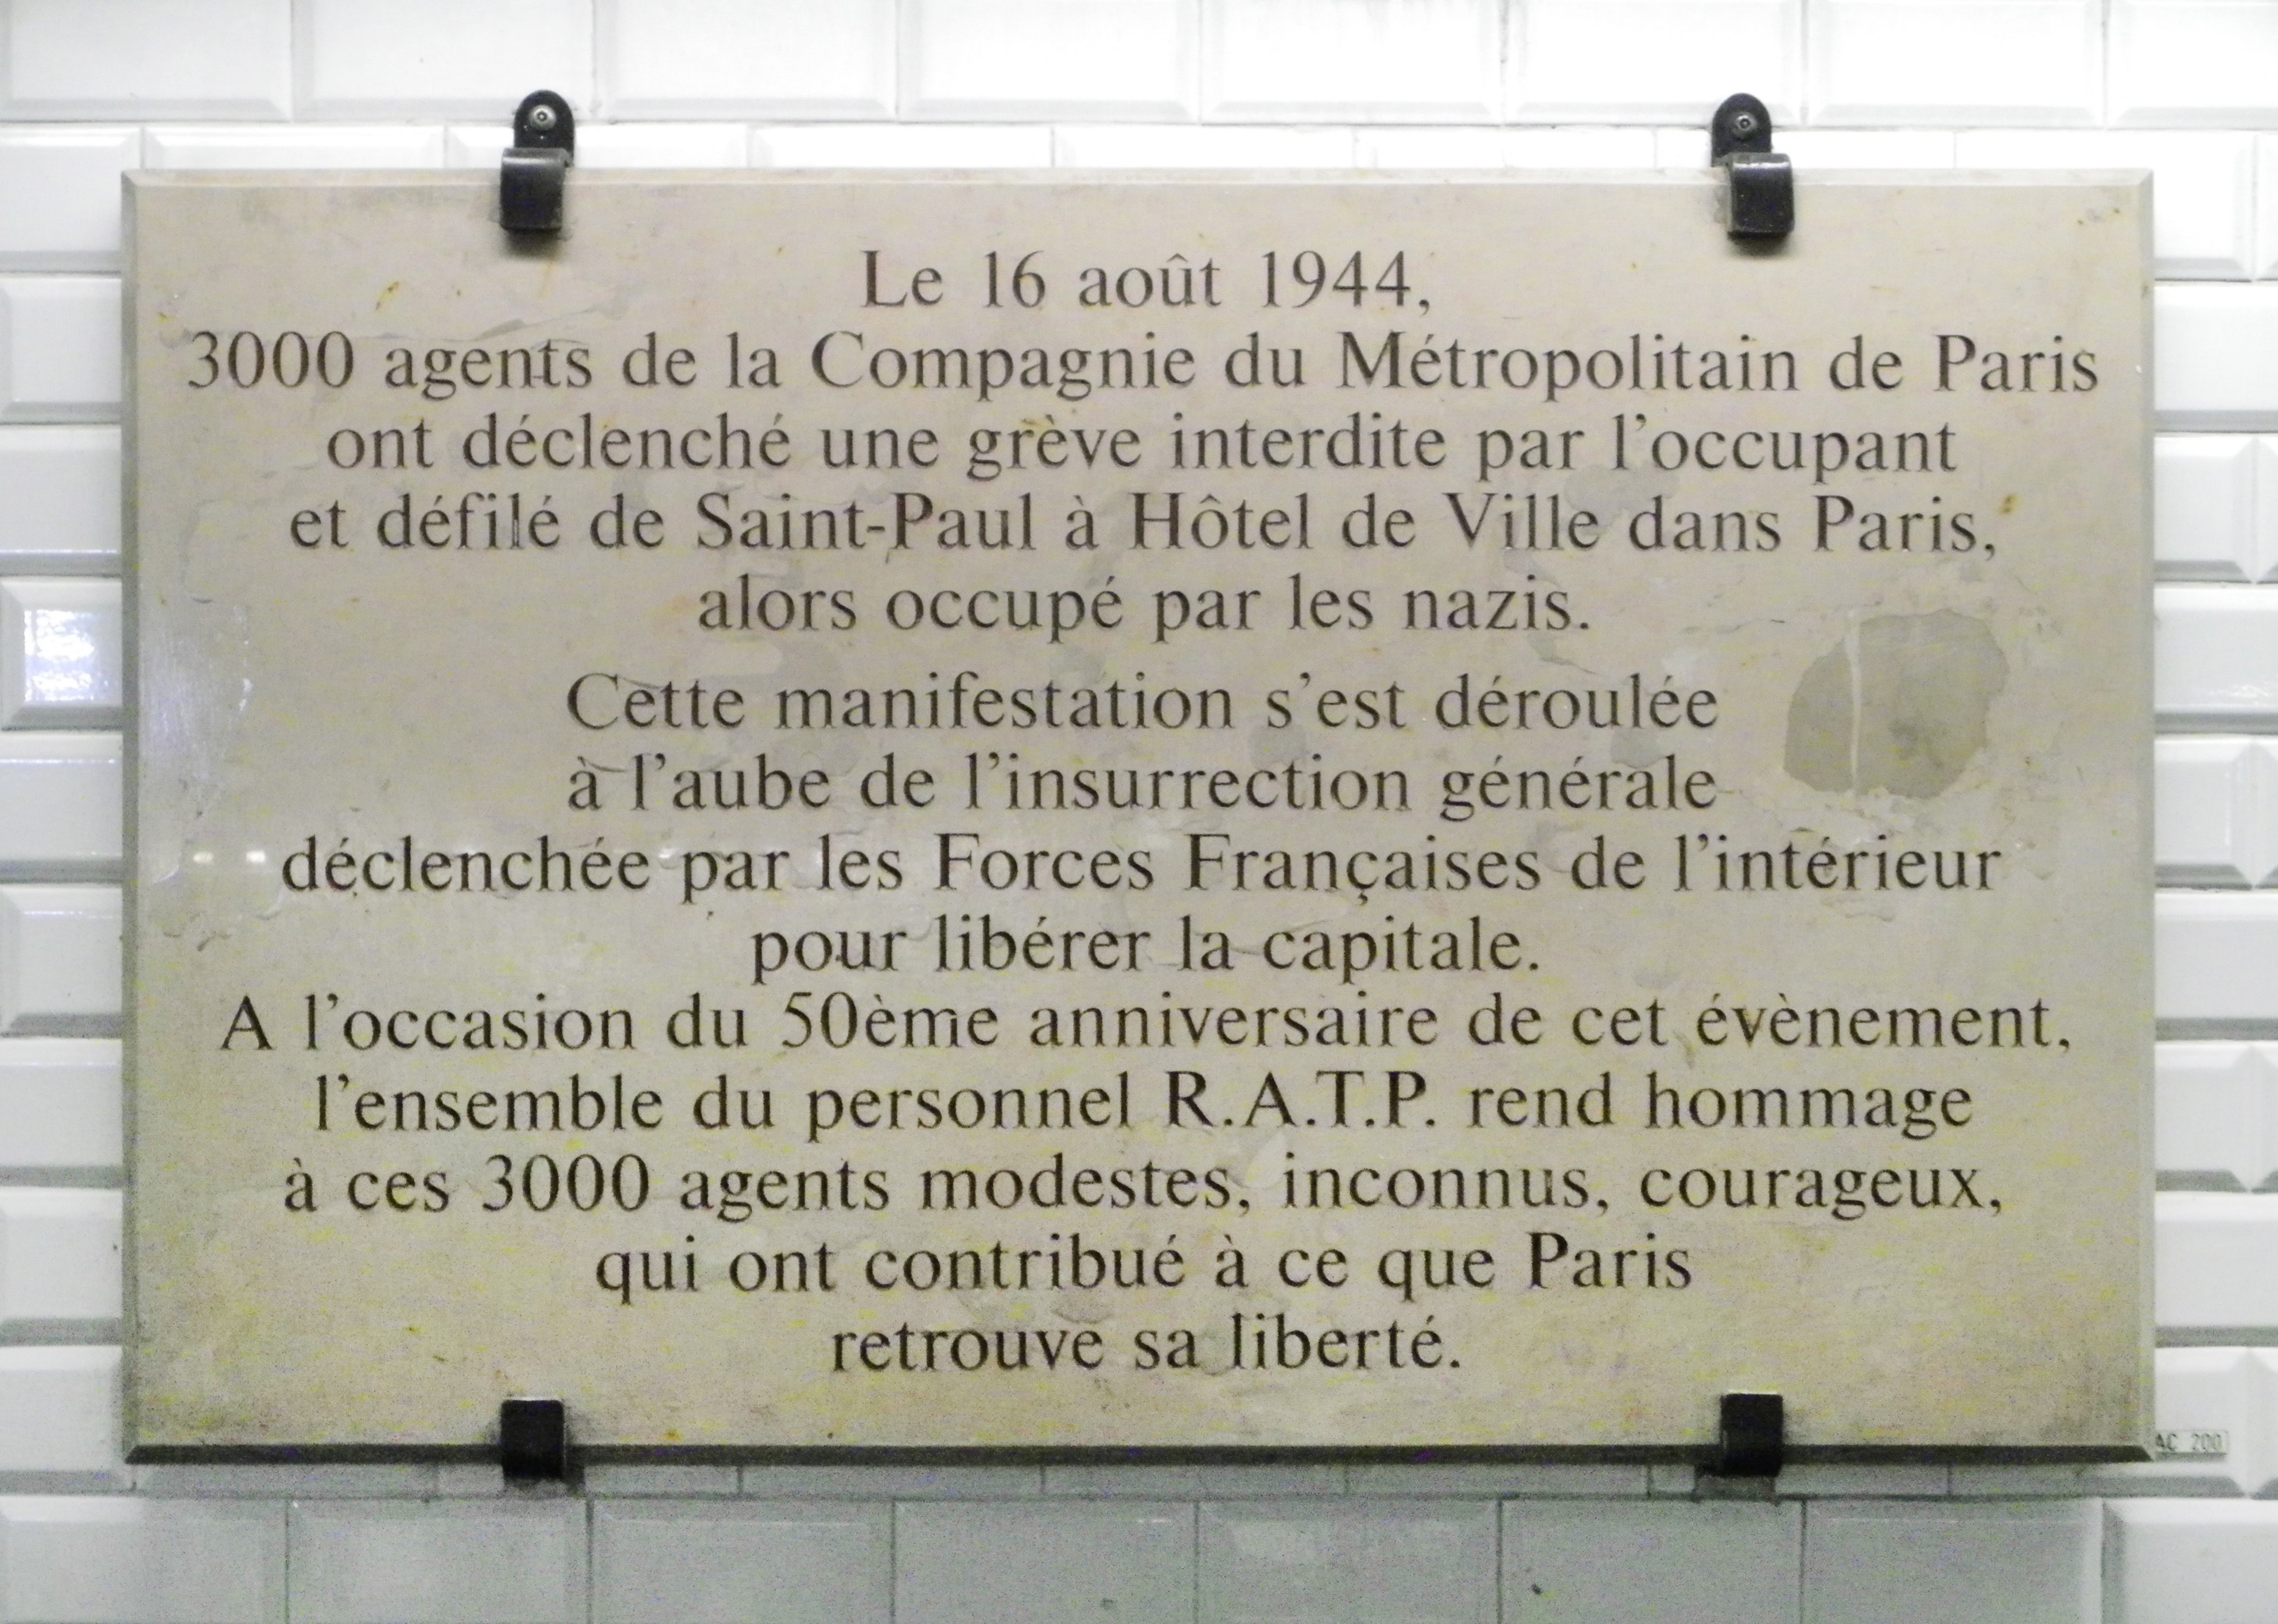 Le 16 août 1944,
3000 agents de la Compagnie du Métropolitain de Paris
ont déclenché une grève interdite par l'occupant
et défilé de Saint-Paul à Hôtel de Ville dans Paris,
alors occupé par les nazis.
Cette manifestation s'est déroulée
à l'aube de l'insurrection générale
déclenchée par les Forces Françaises de l'intérieur
pour libérer la capitale.
A l'occasion du 50ème anniversaire de cet évènement,
l'ensemble du personnel R.A.T.P. rend hommage
à ces 3000 agents modestes, inconnus, courageux,
qui ont contribué à ce que Paris
retrouve sa liberté.
AC 200